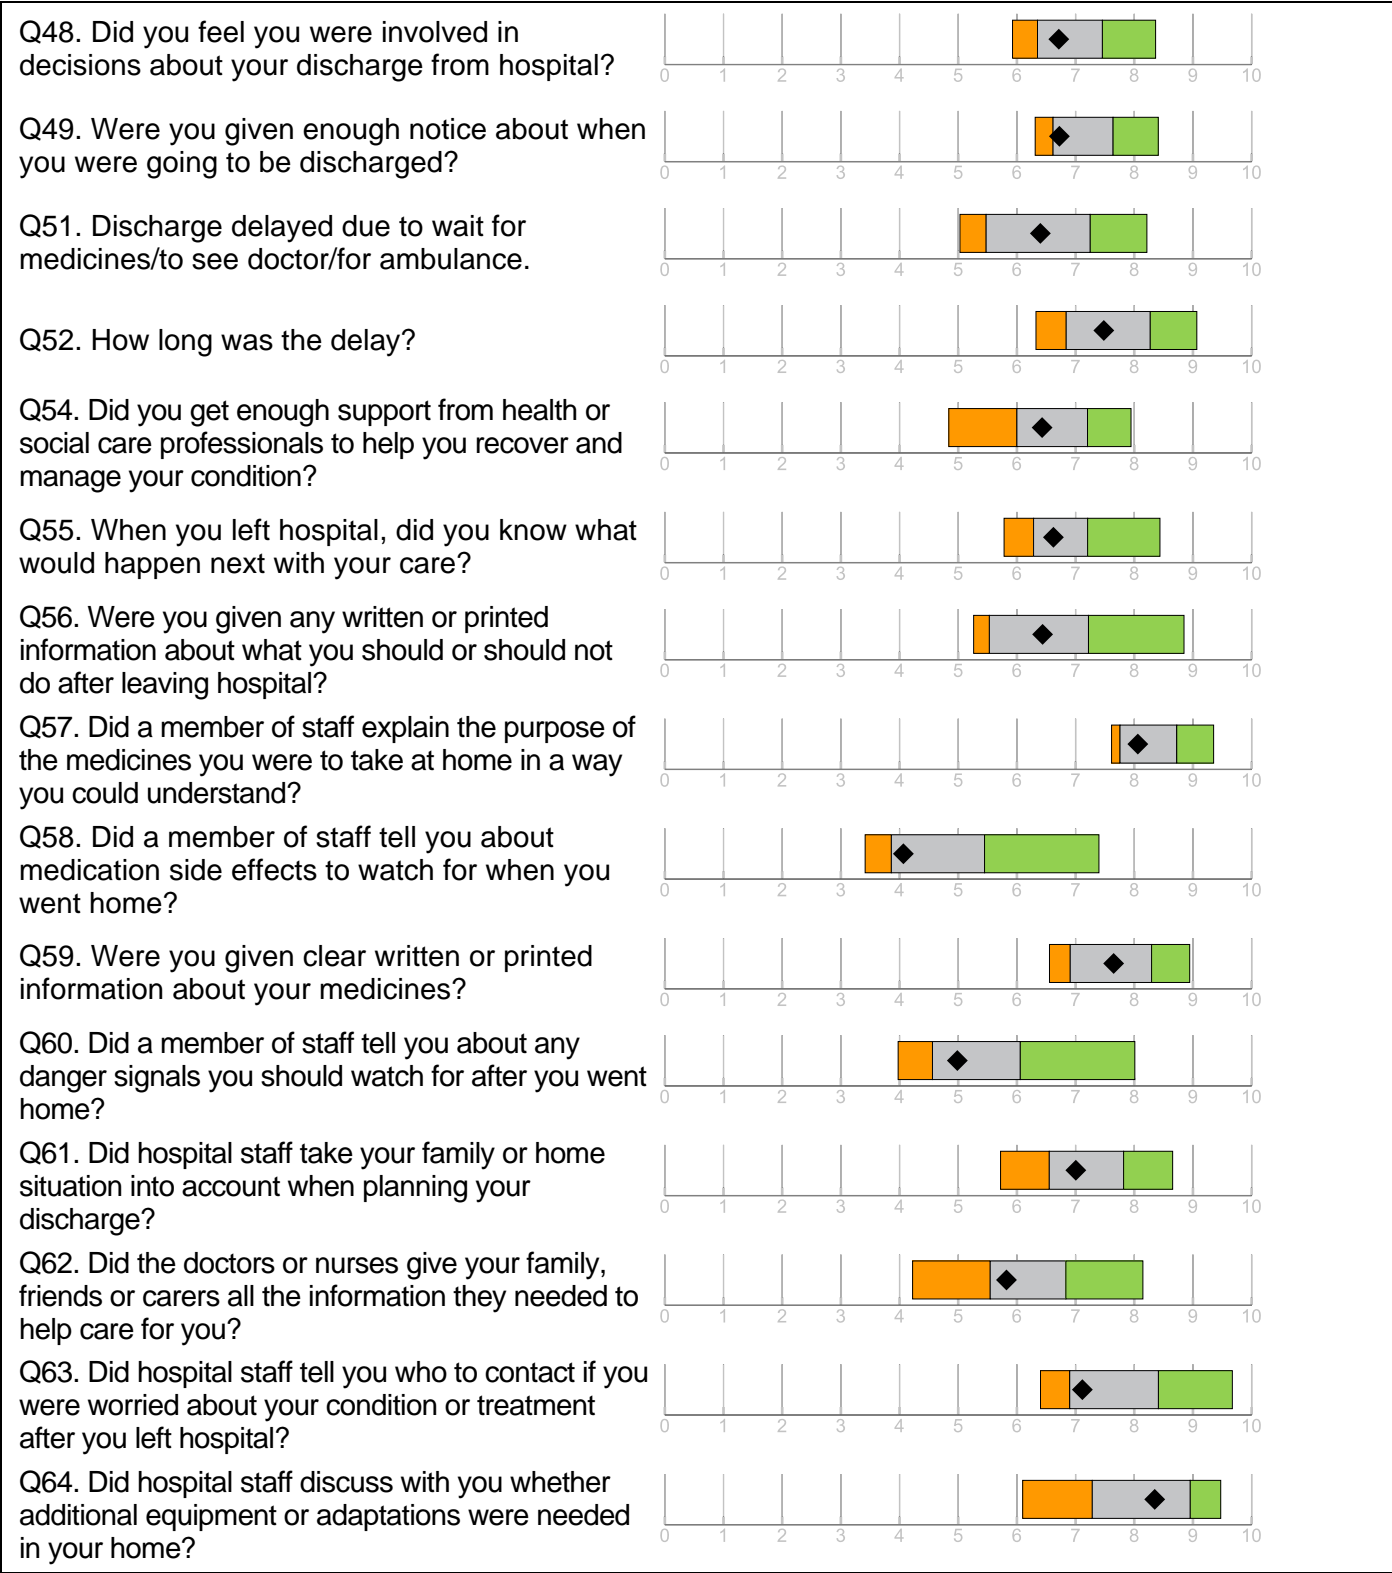 Q48. Did you feel you were involved in
decisions about your discharge from hospital?
0 1 2 3 4 5 6 7 8 9 10
Q49. Were you given enough notice about when
you were going to be discharged?
0 1 2 3 4 5 6 7 8 9 10
Q51. Discharge delayed due to wait for
medicines/to see doctor/for ambulance.
0 1 2 3 4 5 6 7 8 9 10
Q52. How long was the delay?
0 1 2 3 4 5 6 7 8 9 10
Q54. Did you get enough support from health or
social care professionals to help you recover and
manage your condition?
0 1 2 3 4 5 6 7 8 9 10
Q55. When you left hospital, did you know what
would happen next with your care?
0 1 2 3 4 5 6 7 8 9 10
Q56. Were you given any written or printed
information about what you should or should not
do after leaving hospital?
0 1 2 3 4 5 6 7 8 9 10
Q57. Did a member of staff explain the purpose of
the medicines you were to take at home in a way
you could understand?
0 1 2 3 4 5 6 7 8 9 10
Q58. Did a member of staff tell you about
medication side effects to watch for when you
went home?
0 1 2 3 4 5 6 7 8 9 10
Q59. Were you given clear written or printed
information about your medicines?
0 1 2 3 4 5 6 7 8 9 10
Q60. Did a member of staff tell you about any
danger signals you should watch for after you went
home?
0 1 2 3 4 5 6 7 8 9 10
Q61. Did hospital staff take your family or home
situation into account when planning your
discharge?
0 1 2 3 4 5 6 7 8 9 10
Q62. Did the doctors or nurses give your family,
friends or carers all the information they needed to
help care for you?
0 1 2 3 4 5 6 7 8 9 10
Q63. Did hospital staff tell you who to contact if you
were worried about your condition or treatment
after you left hospital?
0 1 2 3 4 5 6 7 8 9 10
Q64. Did hospital staff discuss with you whether
additional equipment or adaptations were needed
in your home?
0 1 2 3 4 5 6 7 8 9 10